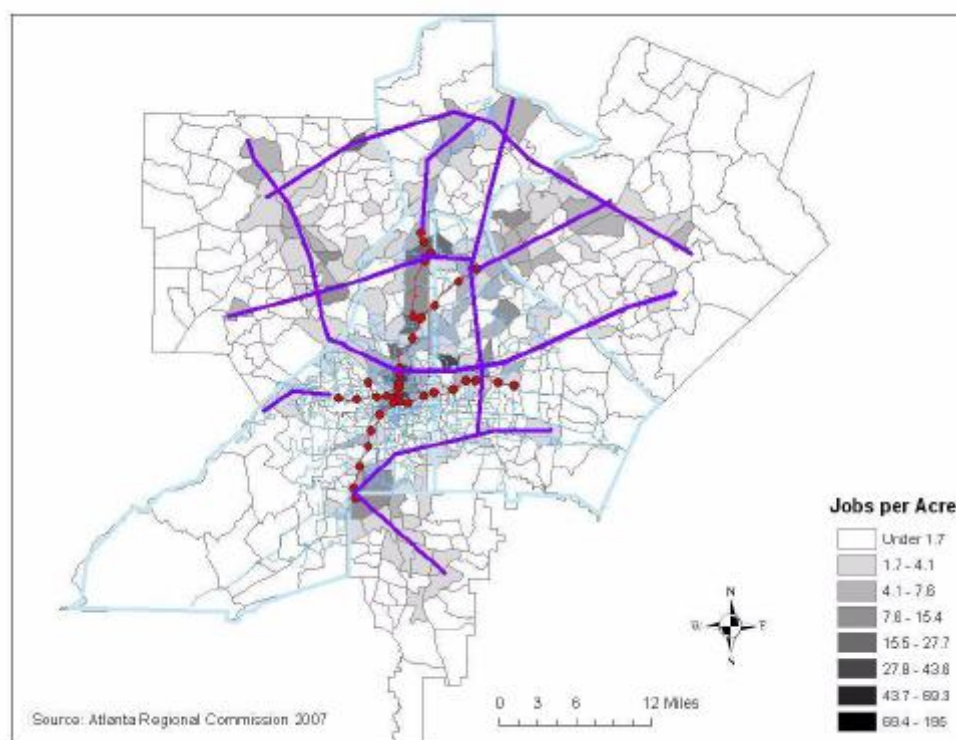 Jobs per Acre
Under 1.7
1.7 - 4.1
4.1 - 7.6
7.6 - 15.4
15.5 - 27.7
27.8 - 43.6
43.7 - 69.3
69.4 - 195
N
W E
S
0 3 6 12 Miles
Source: Atlanta Regional Commission 2007